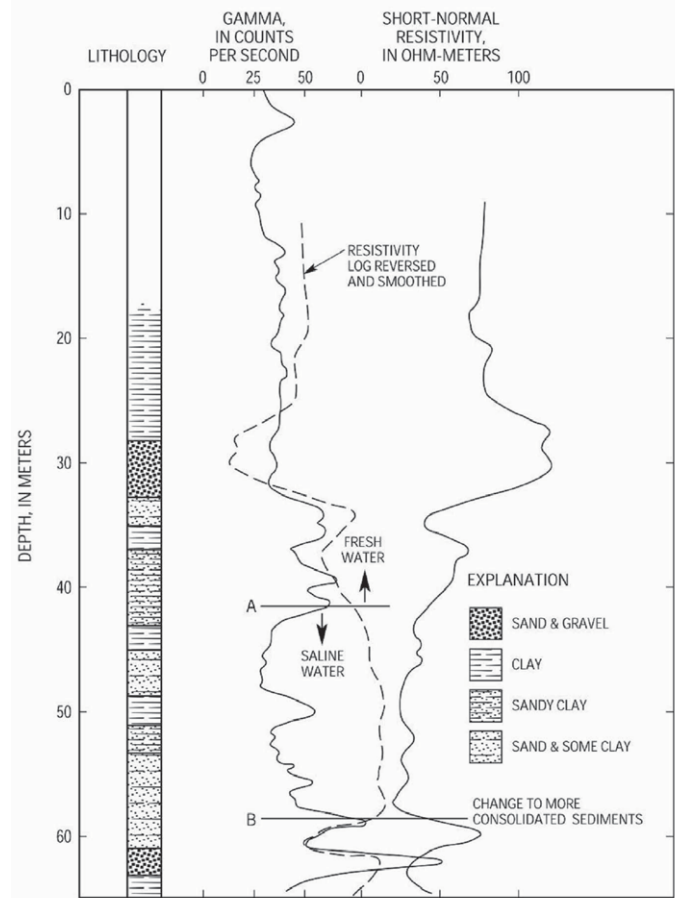 GAMMA,
IN COUNTS
PER SECOND
SHORT-NORMAL
RESISTIVITY,
IN OHM-METERS
LITHOLOGY
0 25 50 0 50 100
0
10
20
30
40
50
60
DEPTH, IN METERS
RESISTIVITY
LOG REVERSED
AND SMOOTHED
FRESH
WATER
A
SALINE
WATER
EXPLANATION
SAND & GRAVEL
CLAY
SANDY CLAY
SAND & SOME CLAY
B
CHANGE TO MORE
CONSOLIDATED SEDIMENTS